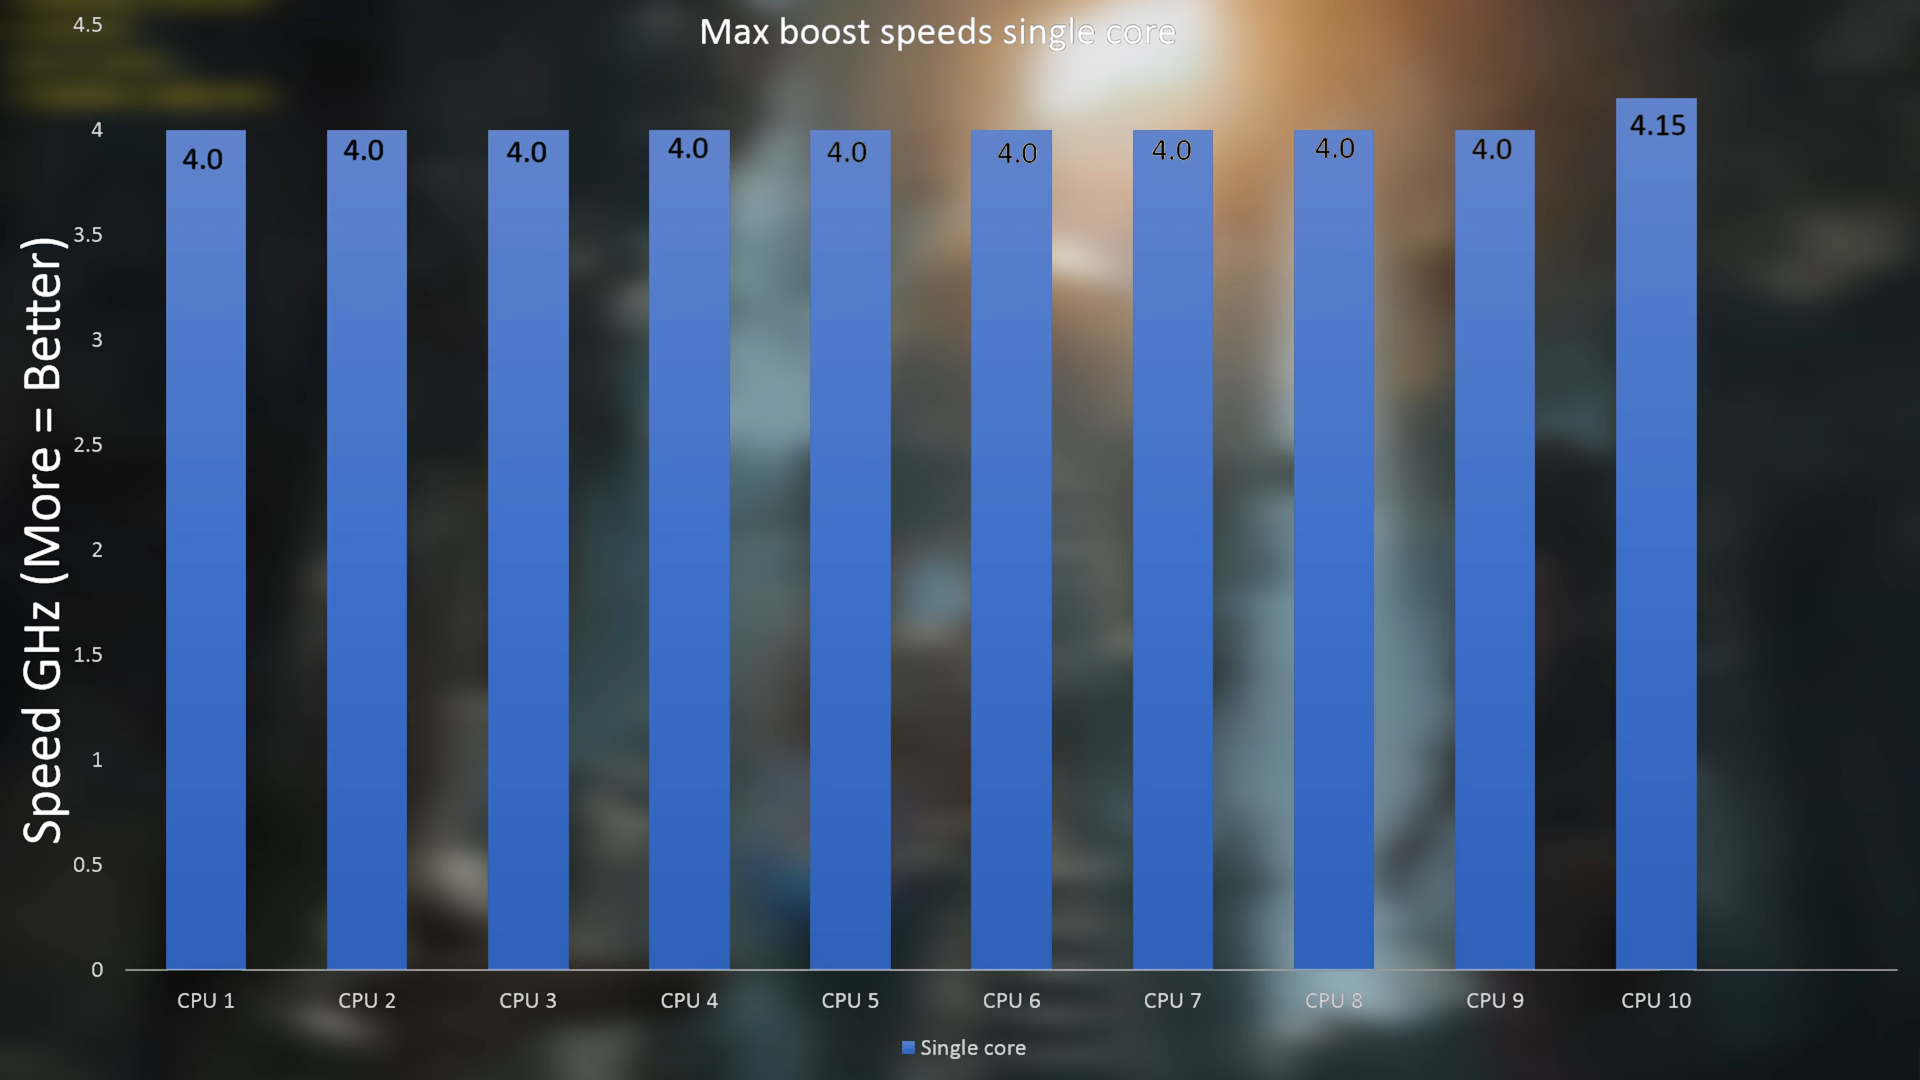 Max boost speeds single core
Speed GHz (More = Better)
4.5
4
3.5
3
2.5
2
1.5
1
0.5
0
4.0
4.0
4.0
4.0
4.0
4.0
4.0
4.0
4.0
4.15
CPU 1
CPU 2
CPU 3
CPU 4
CPU 5
CPU 6
CPU 7
CPU 8
CPU 9
CPU 10
Single core